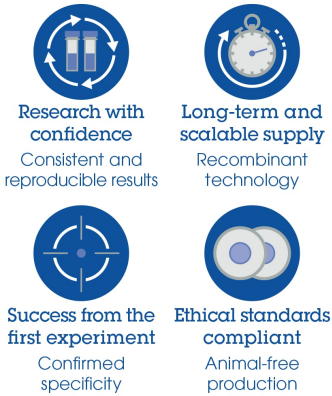 Research with
confidence
Consistent and
reproducible results
Long-term and
scalable supply
Recombinant
technology
Success from the
first experiment
Confirmed
specificity
Ethical standards
compliant
Animal-free
production